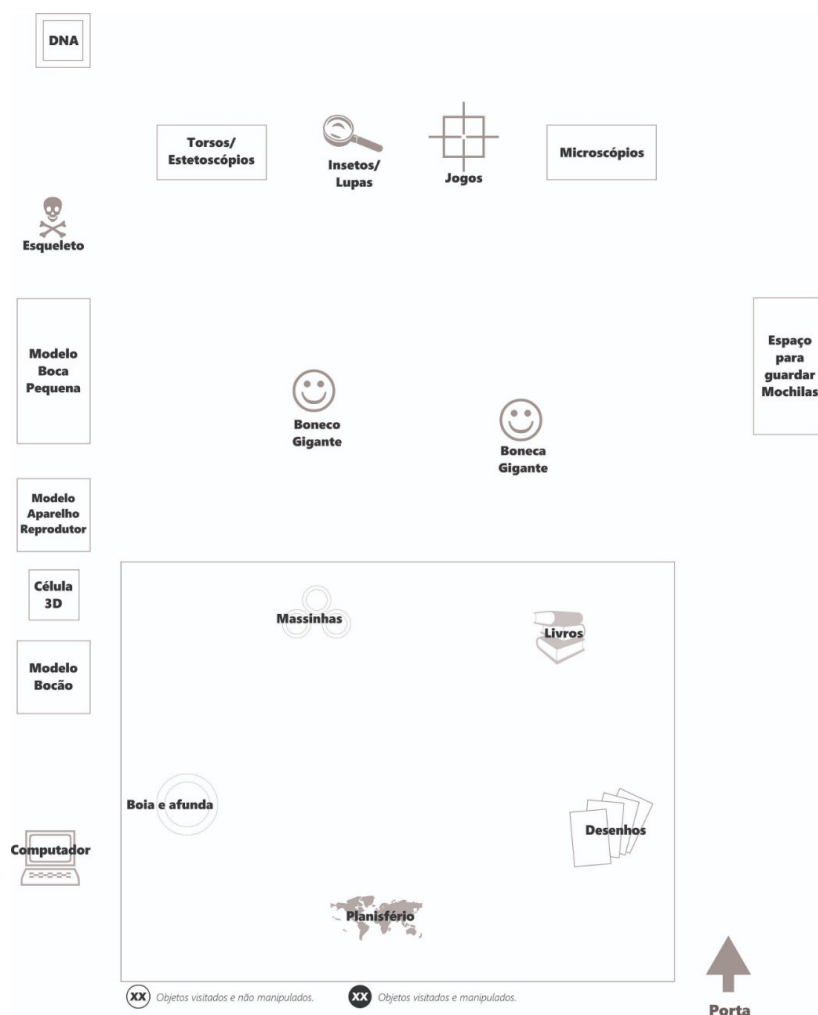 DNA
Torsos/
Estetoscópios
Insetos/
Lupas
Jogos
Microscópios
Esqueleto
Modelo
Boca
Pequena
Espaço
para
guardar
Mochilas
Boneco
Gigante
Boneca
Gigante
Modelo
Aparelho
Reprodutor
Célula
3D
Massinhas
Livros
Modelo
Bocão
Boia e afunda
Desenhos
Computador
Planisfério
XX Objetos visitados e não manipulados.
XX Objetos visitados e manipulados.
Porta